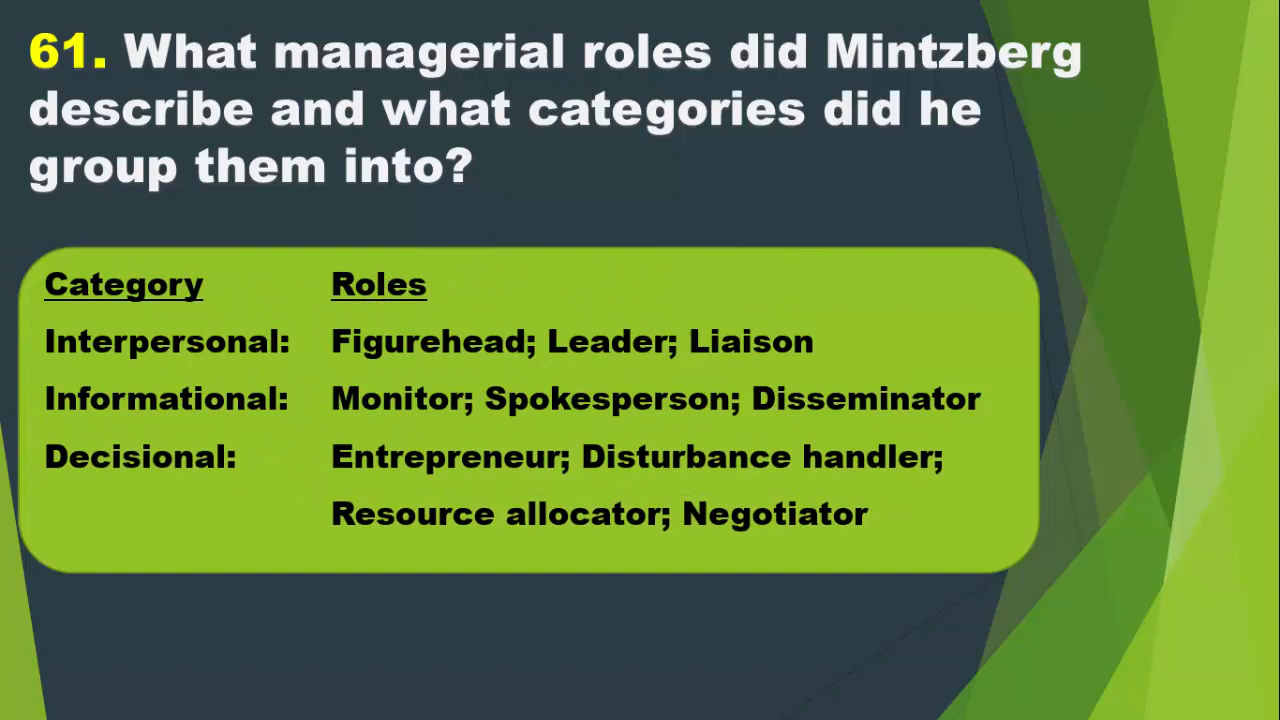 61. What managerial roles did Mintzberg
describe and what categories did he
group them into?
Category Roles
Interpersonal: Figurehead; Leader; Liaison
Informational: Monitor; Spokesperson; Disseminator
Decisional: Entrepreneur; Disturbance handler;
Resource allocator; Negotiator